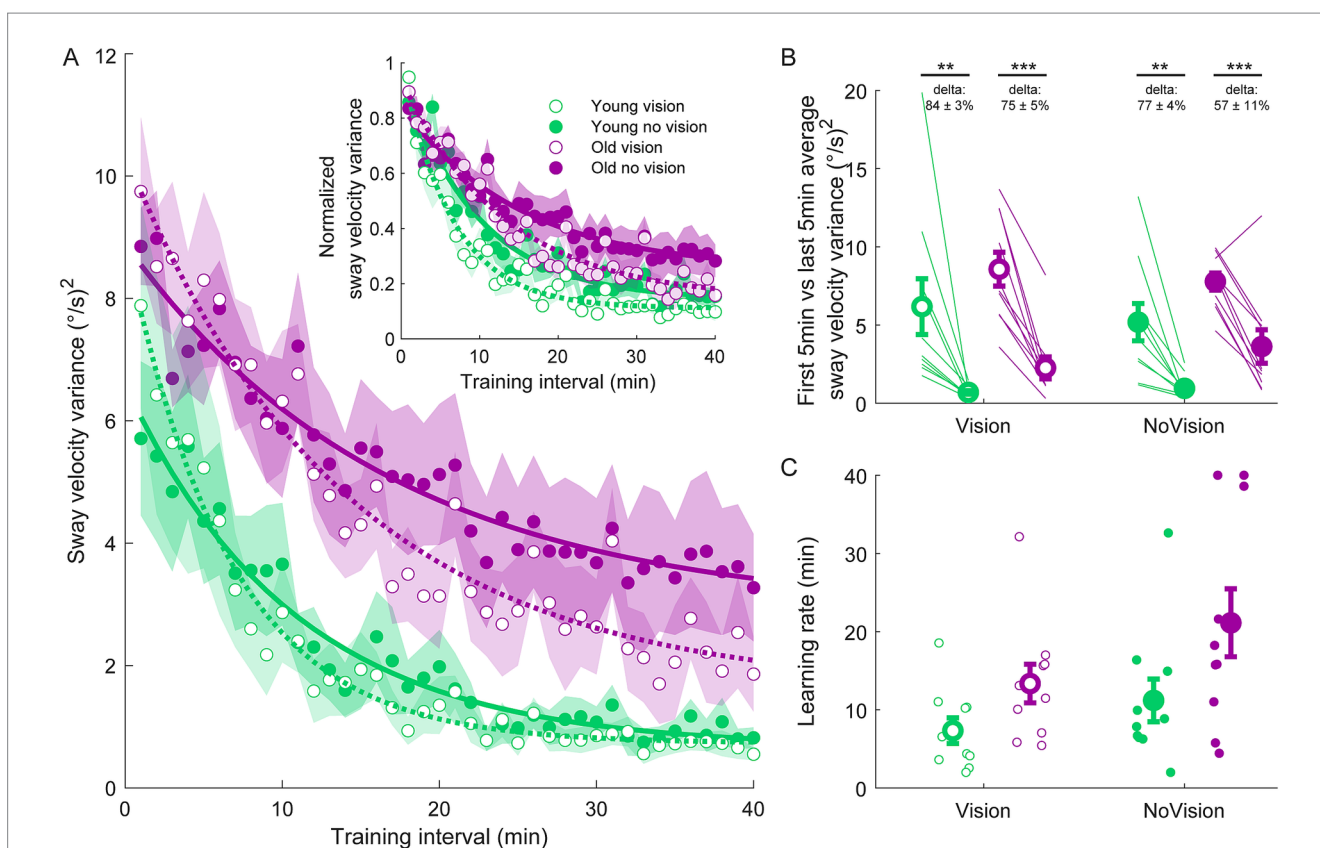 A
12
10
8
6
4
2
0
Sway velocity variance (°/s)2
0
10
20
30
40
Training interval (min)
1
0.8
0.6
0.4
0.2
0
Normalized
sway velocity variance
Young vision
Young no vision
Old vision
Old no vision
0
10
20
30
40
Training interval (min)
B
** *** ** ***
delta: delta: delta: delta:
84 ± 3% 75 ± 5% 77 ± 4% 57 ± 11%
20
15
10
5
0
First 5min vs last 5min average
sway velocity variance (°/s)2
Vision NoVision
C
40
30
20
10
0
Learning rate (min)
Vision NoVision